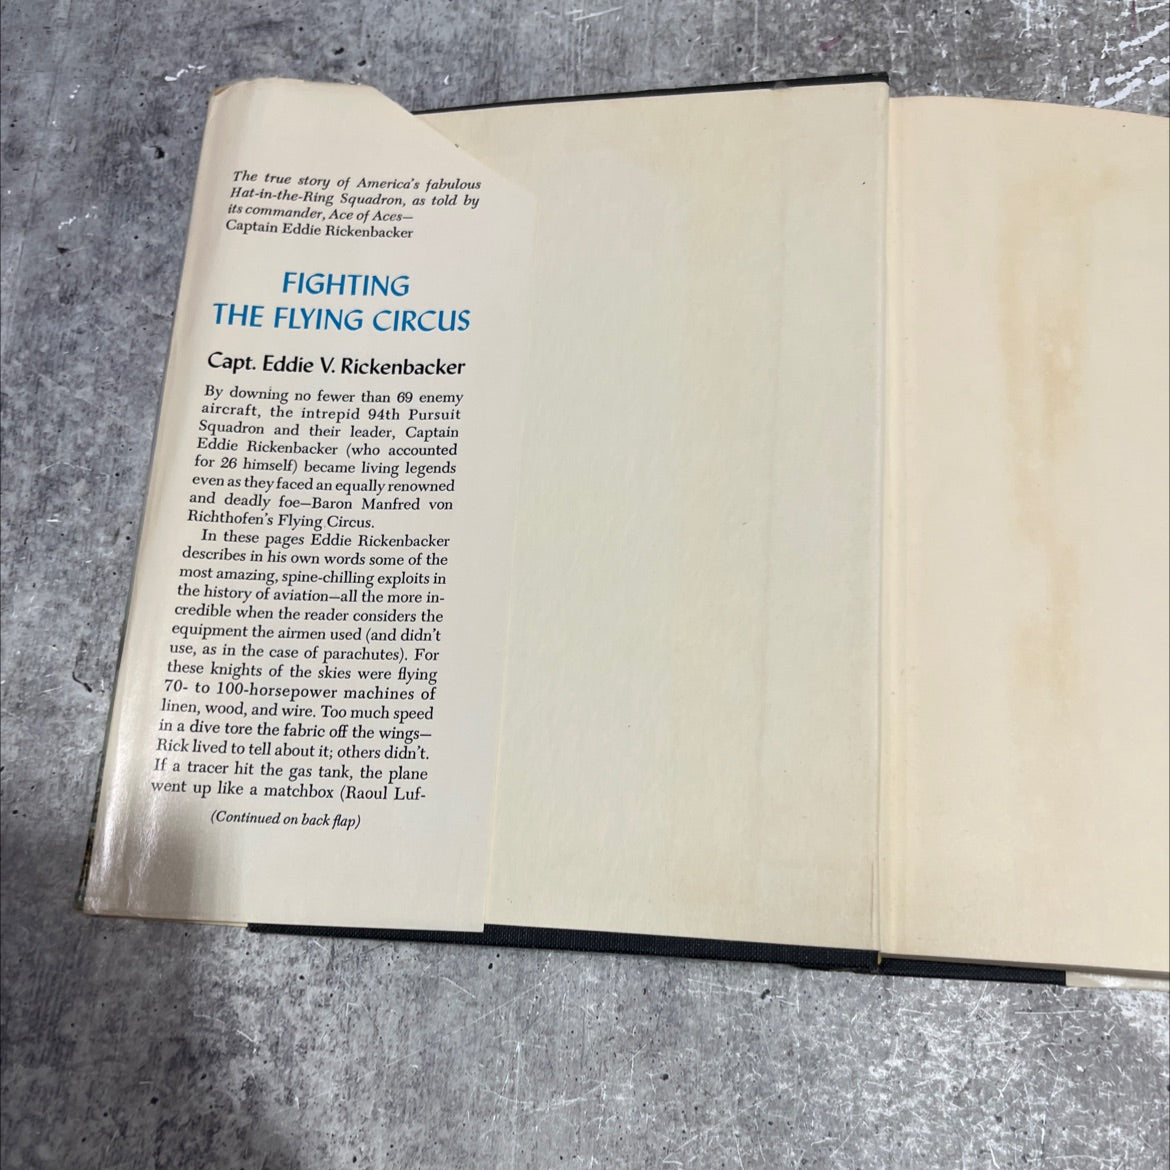 The true story of America's fabulous
Hat-in-the-Ring Squadron, as told by
its commander, Ace of Aces—
Captain Eddie Rickenbacker
FIGHTING
THE FLYING CIRCUS
Capt. Eddie V. Rickenbacker
By downing no fewer than 69 enemy
aircraft, the intrepid 94th Pursuit
Squadron and their leader, Captain
Eddie Rickenbacker (who accounted
for 26 himself) became living legends
even as they faced an equally renowned
and deadly foe—Baron Manfred von
Richthofen's Flying Circus.
In these pages Eddie Rickenbacker
describes in his own words some of the
most amazing, spine-chilling exploits in
the history of aviation—all the more in-
credible when the reader considers the
equipment the airmen used (and didn't
use, as in the case of parachutes). For
these knights of the skies were flying
70- to 100-horsepower machines of
linen, wood, and wire. Too much speed
in a dive tore the fabric off the wings—
Rick lived to tell about it; others didn't.
If a tracer hit the gas tank, the plane
went up like a matchbox (Raoul Luf-
(Continued on back flap)